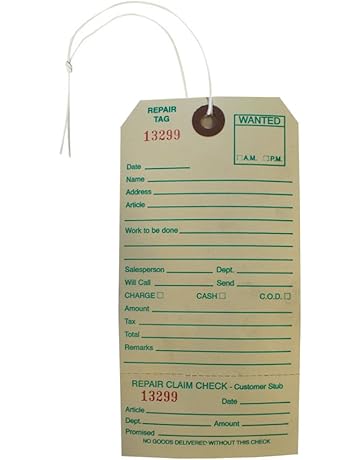 REPAIR
TAG
13299
WANTED
☐A.M. ☐P.M.
Date
Name
Address
Article
Work to be done
Salesperson Dept.
Will Call Send
CHARGE ☐ CASH ☐ C.O.D. ☐
Amount
Tax
Total
Remarks
REPAIR CLAIM CHECK - Customer Stub
13299 Date
Article
Dept. Amount
Promised
NO GOODS DELIVERED WITHOUT THIS CHECK